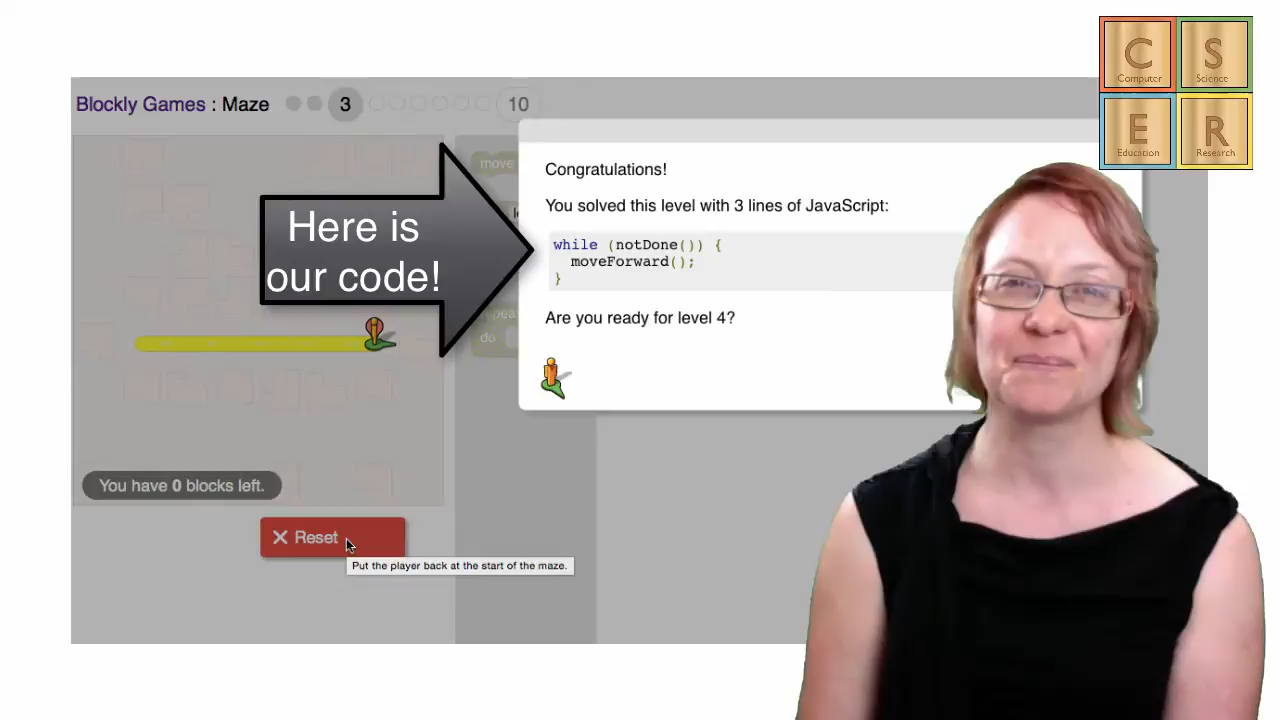 Blockly Games : Maze 3 10
C
Computer
S
Science
E
Education
R
Research
Here is
our code!
move
Congratulations!
You solved this level with 3 lines of JavaScript:
while (notDone()) {
moveForward();
}
Are you ready for level 4?
do
You have 0 blocks left.
Reset
Put the player back at the start of the maze.